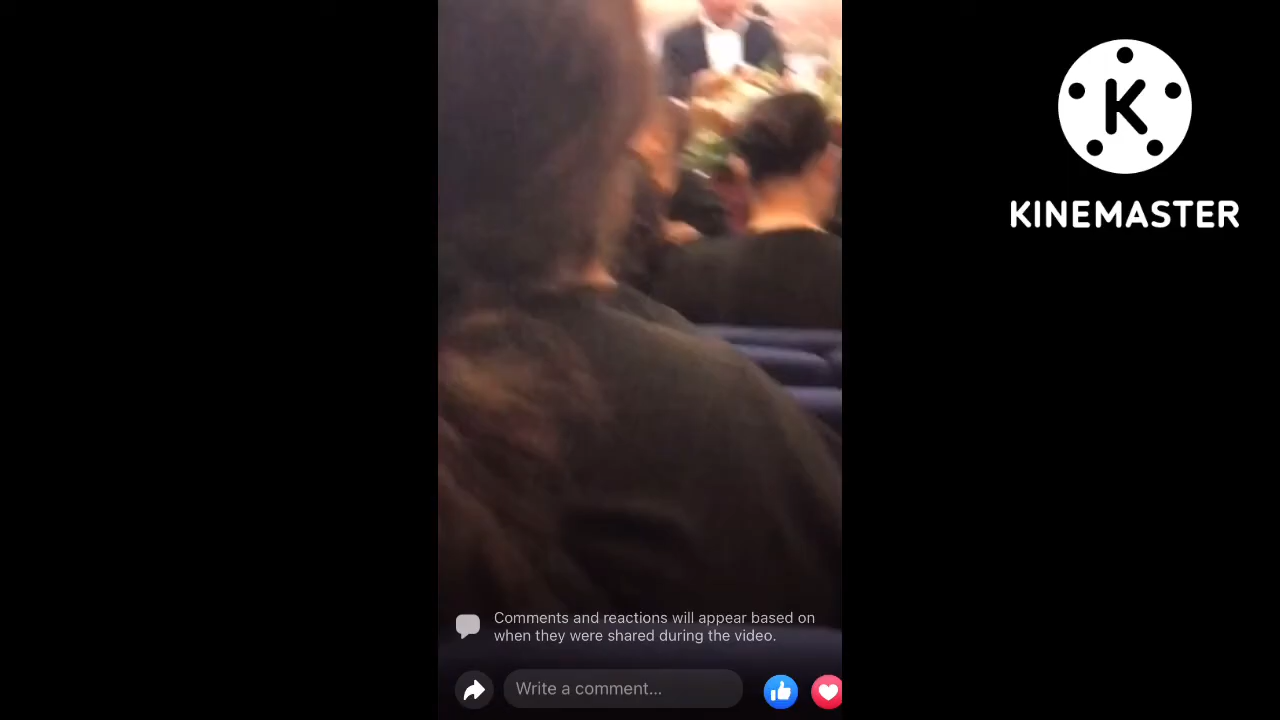 K
KINEMASTER
Comments and reactions will appear based on
when they were shared during the video.
Write a comment...